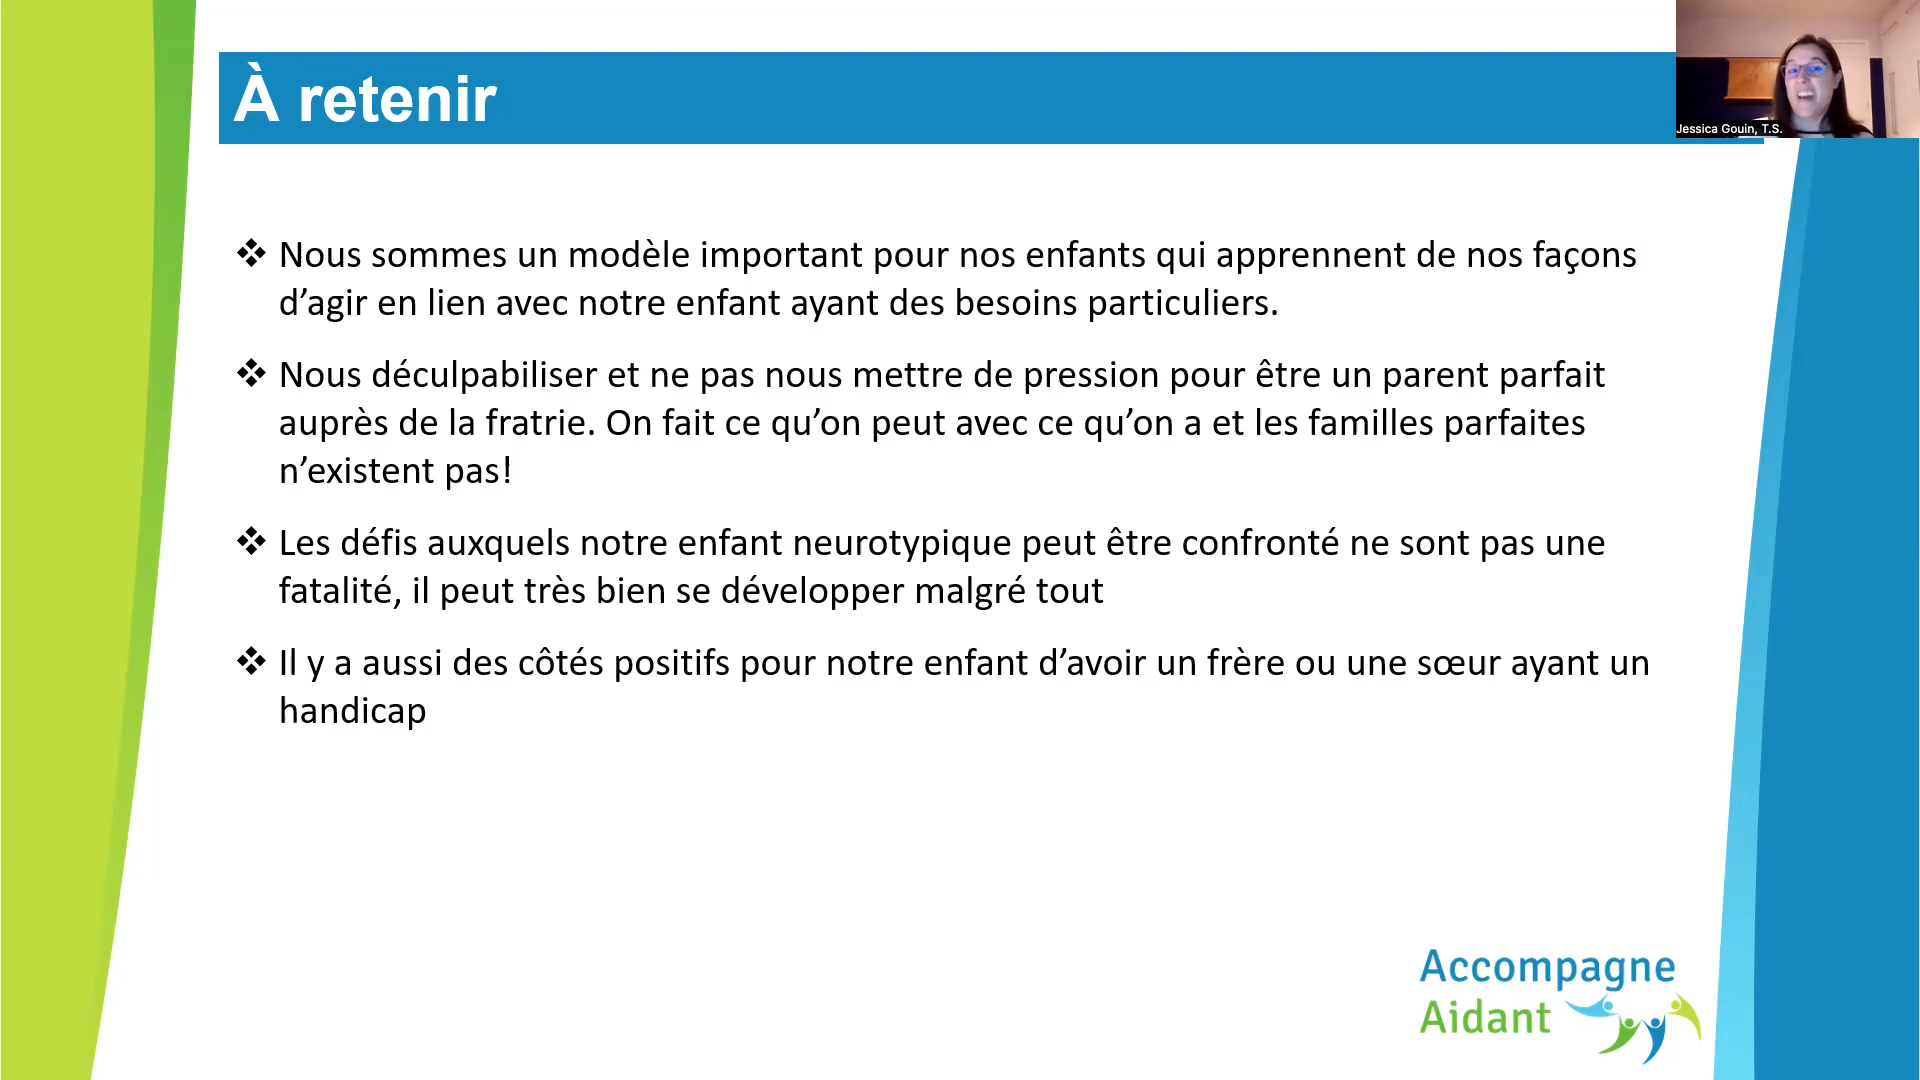 À retenir
Jessica Gouin, T.S.
❖ Nous sommes un modèle important pour nos enfants qui apprennent de nos façons
d’agir en lien avec notre enfant ayant des besoins particuliers.
❖ Nous déculpabiliser et ne pas nous mettre de pression pour être un parent parfait
auprès de la fratrie. On fait ce qu’on peut avec ce qu’on a et les familles parfaites
n’existent pas!
❖ Les défis auxquels notre enfant neurotypique peut être confronté ne sont pas une
fatalité, il peut très bien se développer malgré tout
❖ Il y a aussi des côtés positifs pour notre enfant d’avoir un frère ou une sœur ayant un
handicap
Accompagne
Aidant